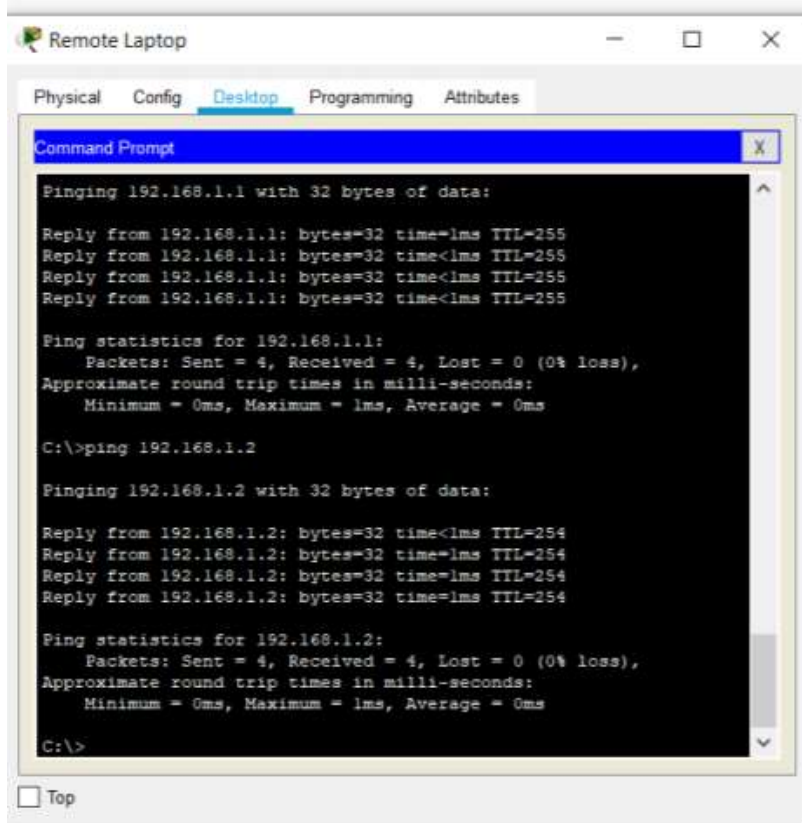 Remote Laptop
Physical Config Desktop Programming Attributes
Command Prompt X
Pinging 192.168.1.1 with 32 bytes of data:
Reply from 192.168.1.1: bytes=32 time=1ms TTL=255
Reply from 192.168.1.1: bytes=32 time<1ms TTL=255
Reply from 192.168.1.1: bytes=32 time<1ms TTL=255
Reply from 192.168.1.1: bytes=32 time<1ms TTL=255
Ping statistics for 192.168.1.1:
Packets: Sent = 4, Received = 4, Lost = 0 (0% loss),
Approximate round trip times in milli-seconds:
Minimum = 0ms, Maximum = 1ms, Average = 0ms
C:\>ping 192.168.1.2
Pinging 192.168.1.2 with 32 bytes of data:
Reply from 192.168.1.2: bytes=32 time<1ms TTL=254
Reply from 192.168.1.2: bytes=32 time=1ms TTL=254
Reply from 192.168.1.2: bytes=32 time=1ms TTL=254
Reply from 192.168.1.2: bytes=32 time=1ms TTL=254
Ping statistics for 192.168.1.2:
Packets: Sent = 4, Received = 4, Lost = 0 (0% loss),
Approximate round trip times in milli-seconds:
Minimum = 0ms, Maximum = 1ms, Average = 0ms
C:\>
Top